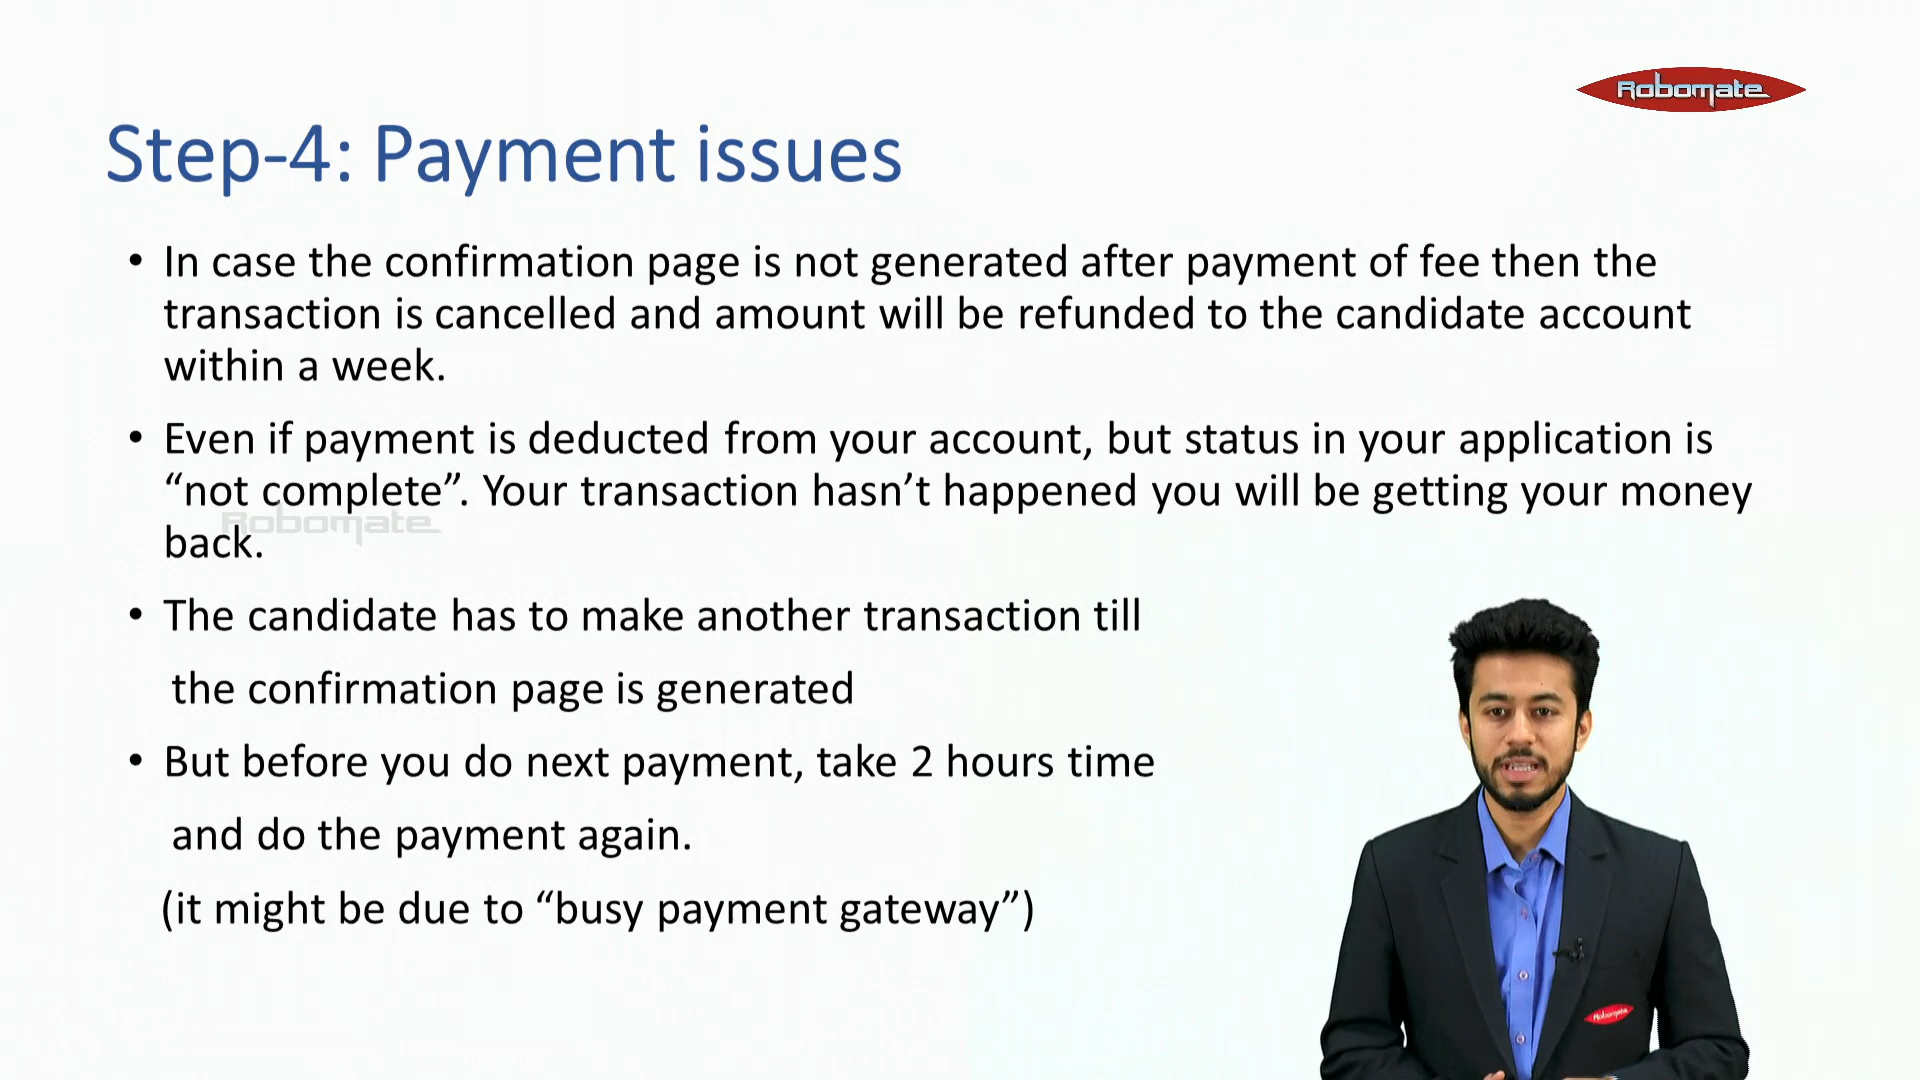 Robomate
Step-4: Payment issues
• In case the confirmation page is not generated after payment of fee then the
transaction is cancelled and amount will be refunded to the candidate account
within a week.
• Even if payment is deducted from your account, but status in your application is
“not complete”. Your transaction hasn’t happened you will be getting your money
Robomate
back.
• The candidate has to make another transaction till
the confirmation page is generated
• But before you do next payment, take 2 hours time
and do the payment again.
(it might be due to “busy payment gateway”)
Robomate